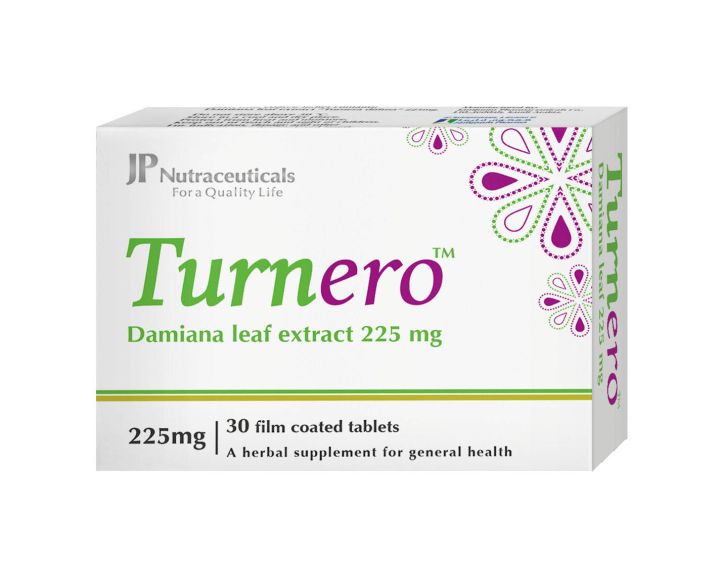 JP Nutraceuticals
For a Quality Life
Turnero™
Damiana leaf extract 225 mg
225mg
30 film coated tablets
A herbal supplement for general health
Turnero™
Damiana leaf 225 mg